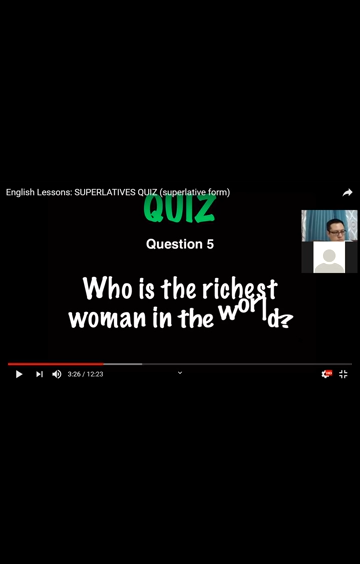 English Lessons: SUPERLATIVES QUIZ (superlative form)
QUIZ
Question 5
Who is the richest
woman in the world?
3:26 / 12:23